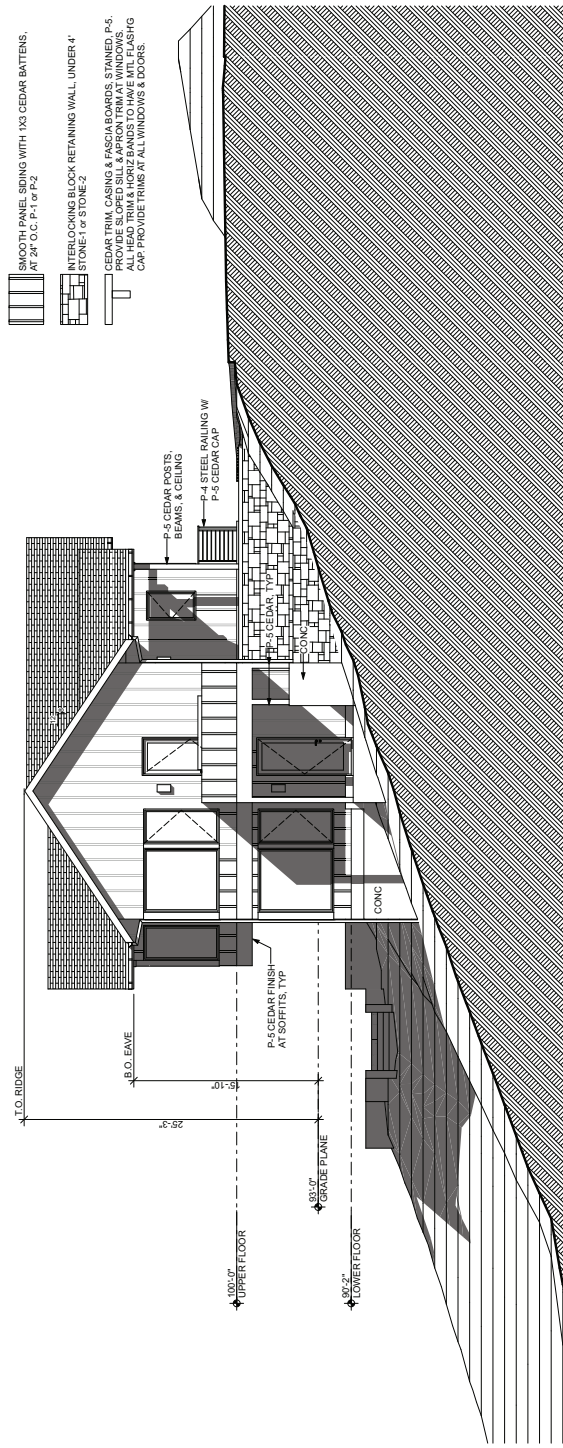 SMOOTH PANEL SIDING WITH 1X3 CEDAR BATTENS,
AT 24" O.C. P-1 or P-2
INTERLOCKING BLOCK RETAINING WALL, UNDER 4'
STONE-1 or STONE-2
CEDAR TRIM, CASING & FASCIA BOARDS, STAINED, P-5.
PROVIDE SLOPED SILL & APRON TRIM AT WINDOWS.
ALL HEAD TRIM & HORIZ BANDS TO HAVE MTL FLASH'G
CAP. PROVIDE TRIMS AT ALL WINDOWS & DOORS.
T.O. RIDGE
B.O. EAVE
25'-3"
15'-10"
100'-0"
UPPER FLOOR
93'-0"
GRADE PLANE
90'-2"
LOWER FLOOR
P-5 CEDAR FINISH
AT SOFFITS, TYP
CONC
P-5 CEDAR, TYP
CONC
P-5 CEDAR POSTS,
BEAMS, & CEILING
P-4 STEEL RAILING W/
P-5 CEDAR CAP